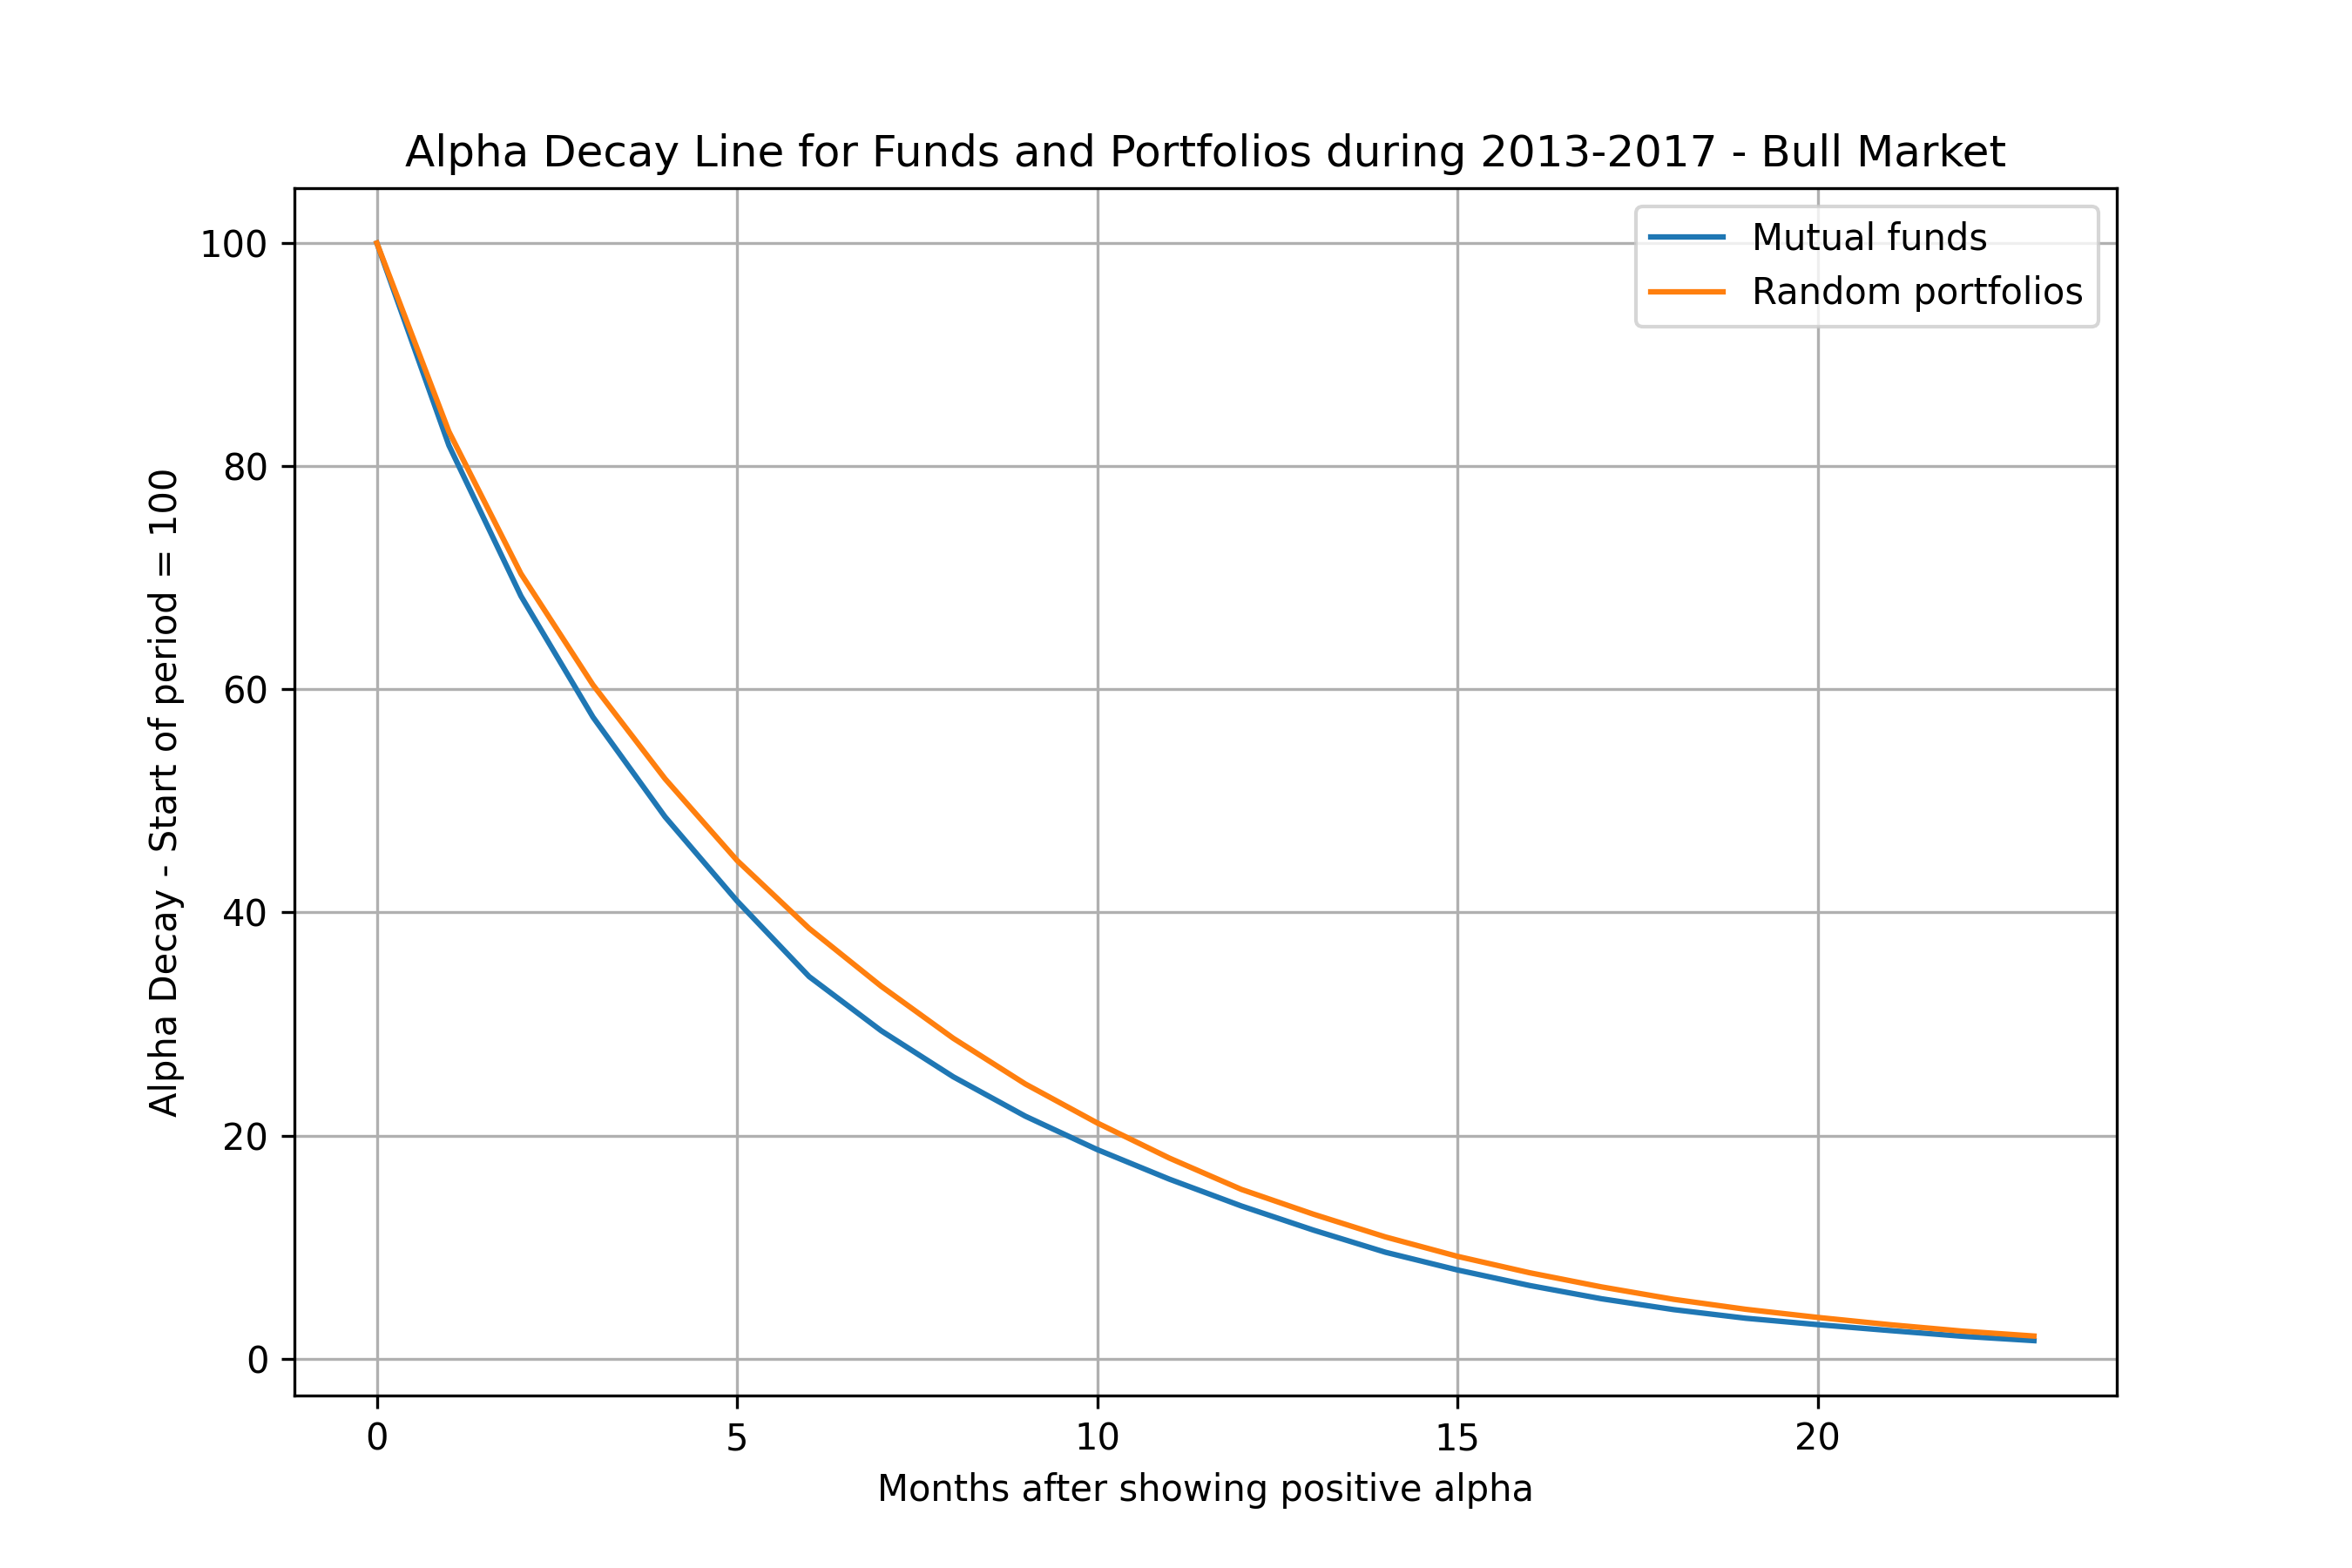 Alpha Decay Line for Funds and Portfolios during 2013-2017 - Bull Market
Mutual funds
Random portfolios
Alpha Decay - Start of period = 100
100
80
60
40
20
0
0
5
10
15
20
Months after showing positive alpha